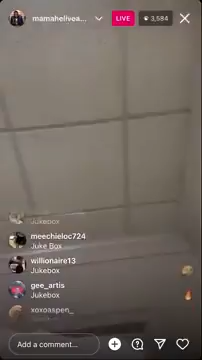 mamahelivea...
LIVE
3,584
Jukebox
meechieloc724
Juke Box
willionaire13
Jukebox
gee_artis
Jukebox
xoxoaspen_
Add a comment...